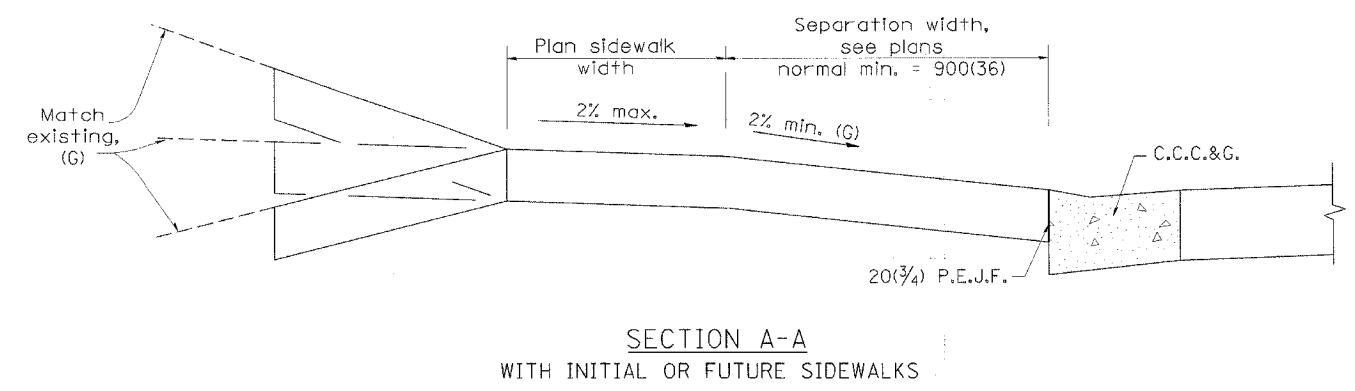 Separation width,
see plans
normal min. = 900(36)
Plan sidewalk
width
Match
existing,
(G)
2% max.
2% min. (G)
C.C.C.&G.
20(3/4) P.E.J.F.
SECTION A-A
WITH INITIAL OR FUTURE SIDEWALKS